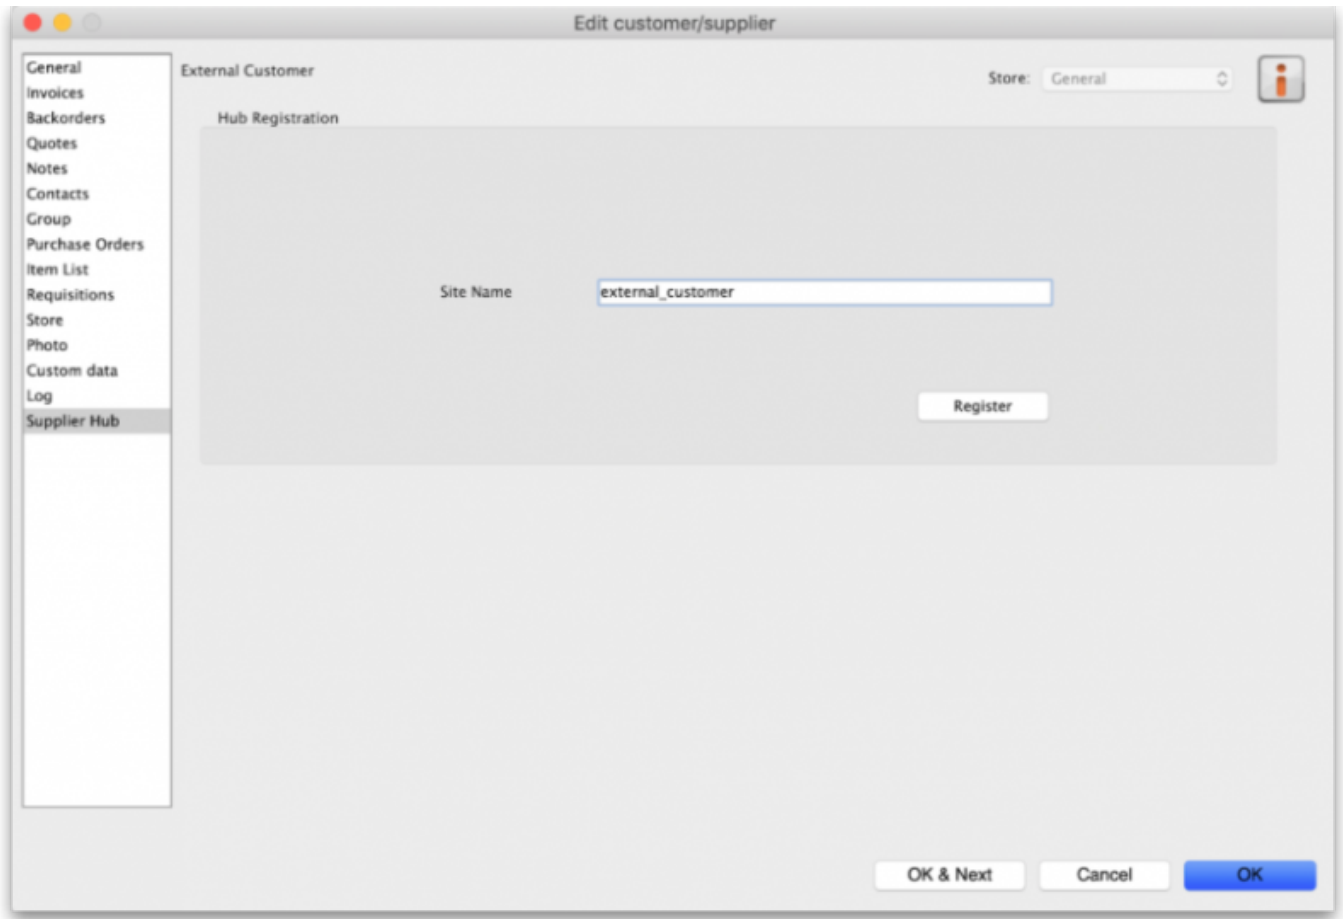 Edit customer/supplier
General
Invoices
Backorders
Quotes
Notes
Contacts
Group
Purchase Orders
Item List
Requisitions
Store
Photo
Custom data
Log
Supplier Hub
External Customer
Store: General
Hub Registration
Site Name external_customer
Register
OK & Next Cancel OK